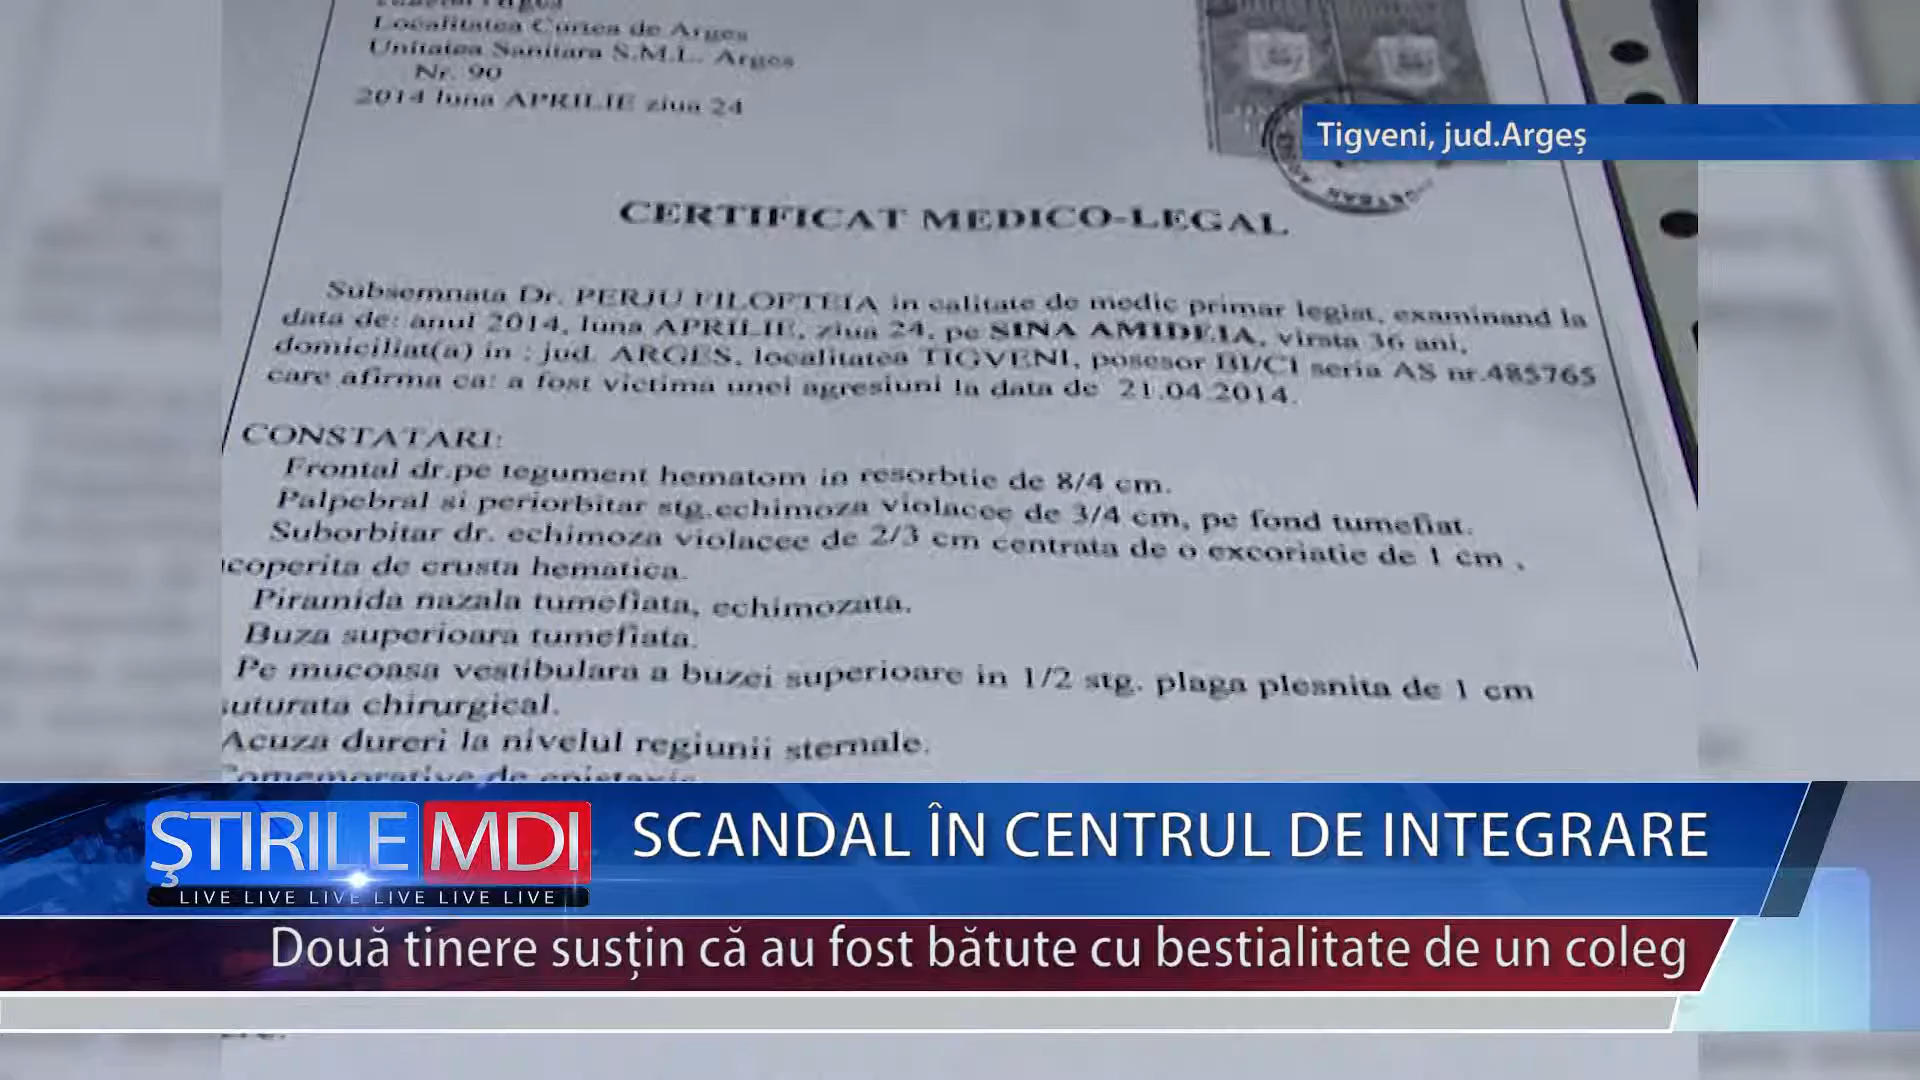 Localitatea Curtea de Arges
Unitatea Sanitara S.M.L. Arges
Nr. 90
2014 luna APRILIE ziua 24
Tigveni, jud.Argeș
CERTIFICAT MEDICO-LEGAL
Subsemnata Dr. PERJU FILOFTEIA in calitate de medic primar legist, examinand la
data de: anul 2014, luna APRILIE, ziua 24, pe SINA AMIDEIA, virsta 36 ani,
domiciliat(a) in : jud. ARGES, localitatea TIGVENI, posesor BI/CI seria AS nr.485765
care afirma ca: a fost victima unei agresiuni la data de 21.04.2014.
CONSTATARI:
Frontal dr.pe tegument hematom in resorbtie de 8/4 cm.
Palpebral si periorbitar stg.echimoza violacee de 3/4 cm, pe fond tumefiat.
Suborbitar dr. echimoza violacee de 2/3 cm centrata de o excoriatie de 1 cm ,
coperita de crusta hematica.
Piramida nazala tumefiata, echimozata.
Buza superioara tumefiata.
Pe mucoasa vestibulara a buzei superioare in 1/2 stg. plaga plesnita de 1 cm
suturata chirurgical.
Acuza dureri la nivelul regiunii sternale.
Comemorative de epistaxis
ȘTIRILE MDI
LIVE LIVE LIVE LIVE LIVE LIVE
SCANDAL ÎN CENTRUL DE INTEGRARE
Două tinere susțin că au fost bătute cu bestialitate de un coleg